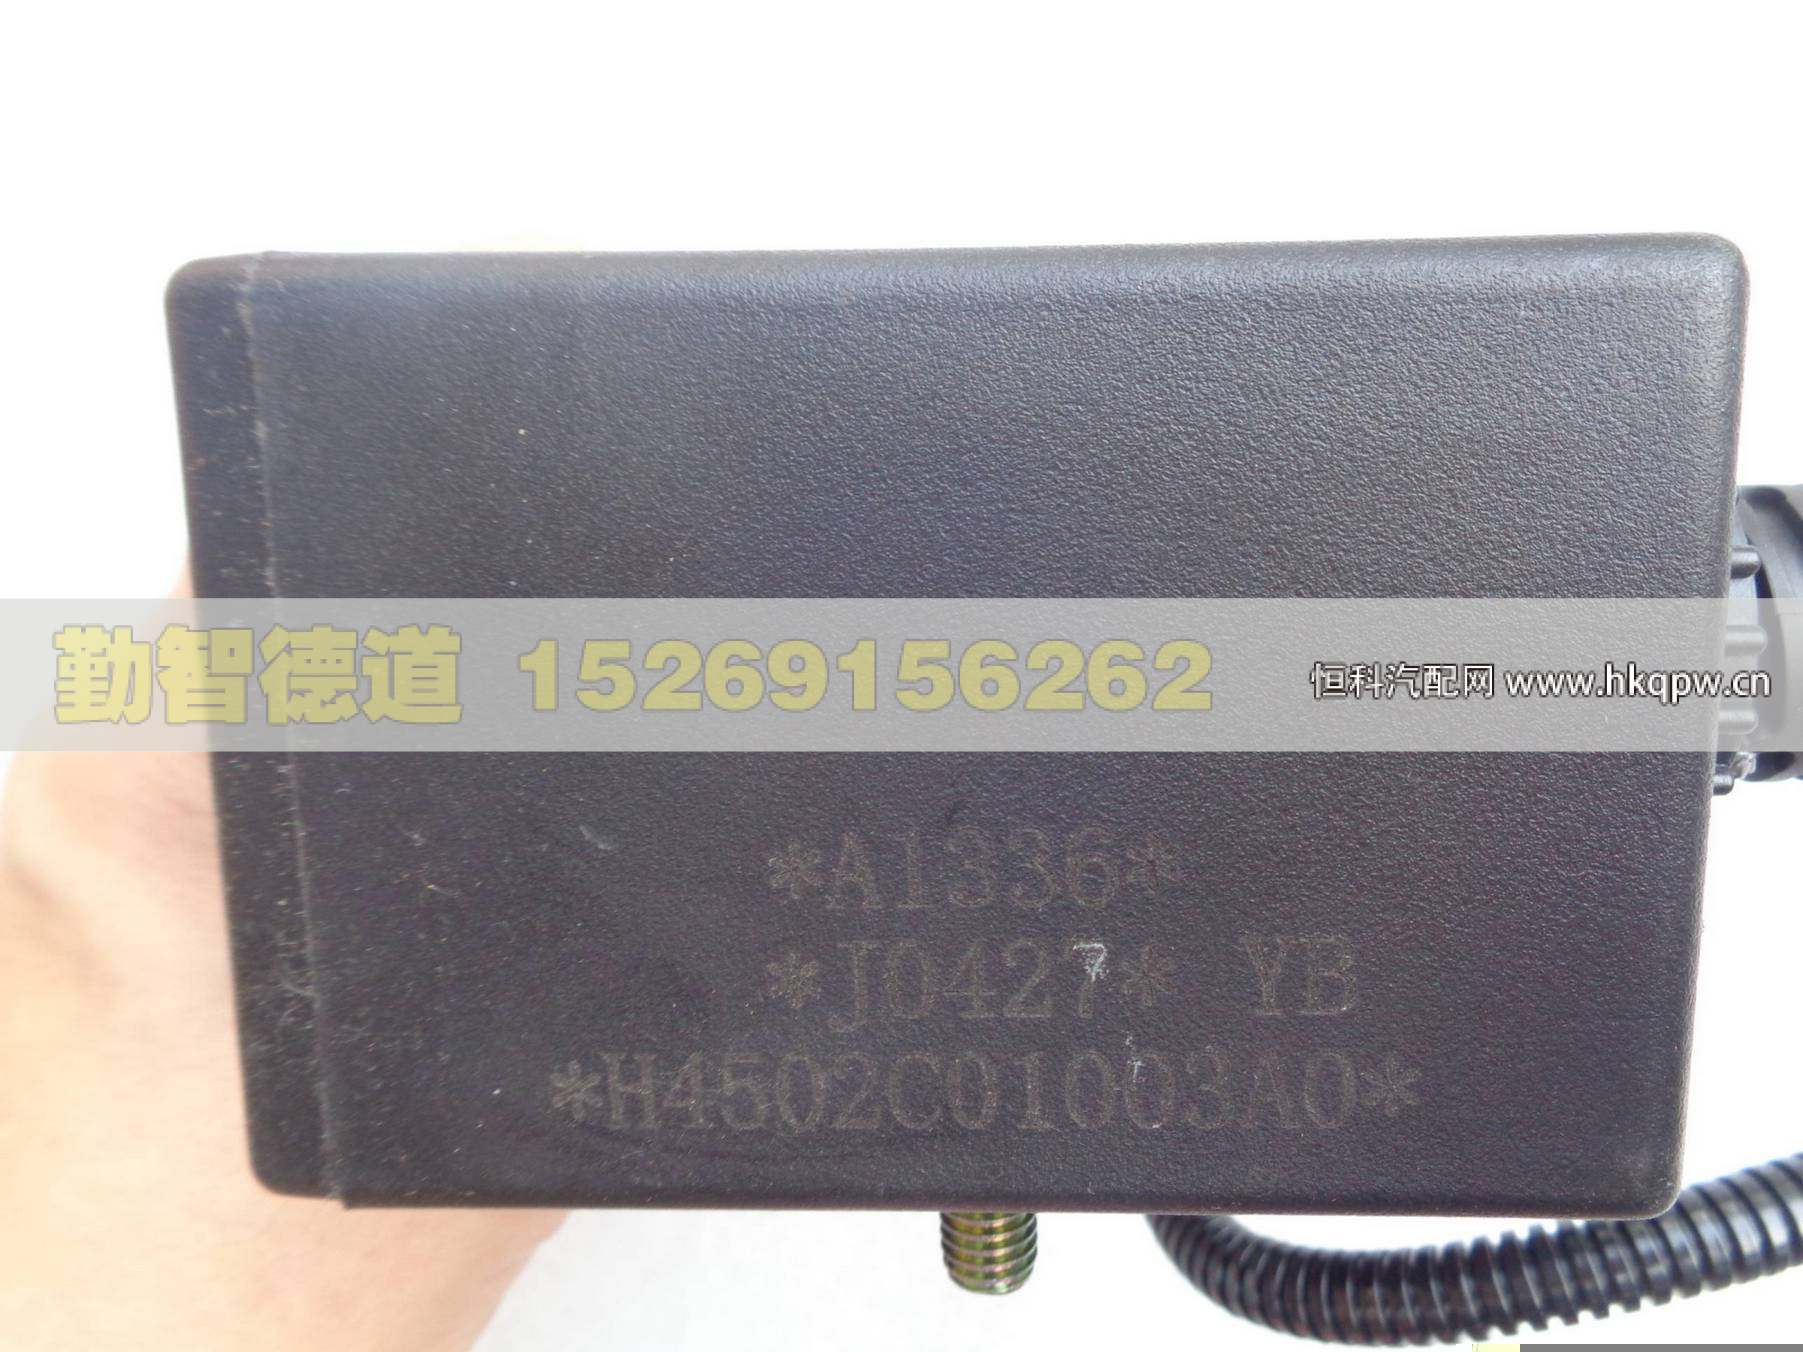 勤智德道 15269156262
恒科汽配网 www.hkqpw.cn
*A1336*
*J0427* YB
*H4502C01003A0*